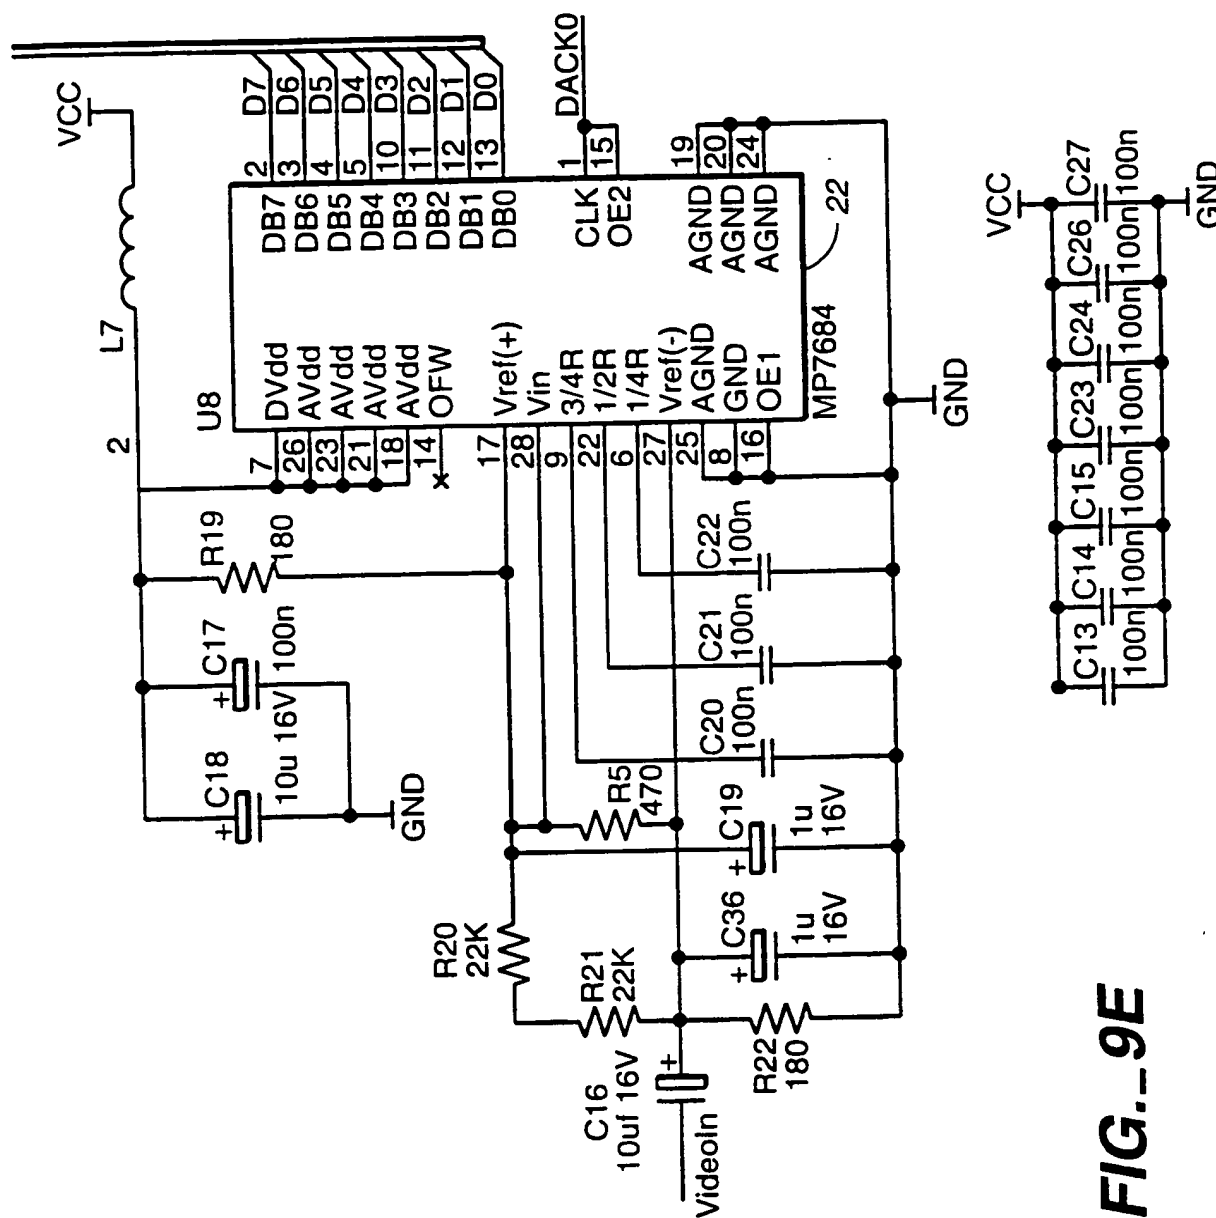 VCC
L7
2
D7
D6
D5
D4
D3
D2
D1
D0
2
3
4
5
10
11
12
13
DB7
DB6
DB5
DB4
DB3
DB2
DB1
DB0
DACK0
1
15
CLK
OE2
19
20
24
AGND
AGND
AGND
22
U8
MP7684
DVdd
AVdd
AVdd
AVdd
AVdd
OFW
Vref(+)
Vin
3/4R
1/2R
1/4R
Vref(-)
AGND
GND
OE1
7
26
23
21
18
14
17
28
9
22
6
27
25
8
16
GND
R19
180
C17
100n
+
C18
10u 16V
+
GND
C22
100n
C21
100n
C20
100n
R5
470
C19
1u
16V
+
C36
1u
16V
+
R20
22K
R21
22K
R22
180
C16
10uf 16V
+
VideoIn
VCC
C27
100n
C26
100n
C24
100n
C23
100n
C15
100n
C14
100n
C13
100n
GND
FIG._9E